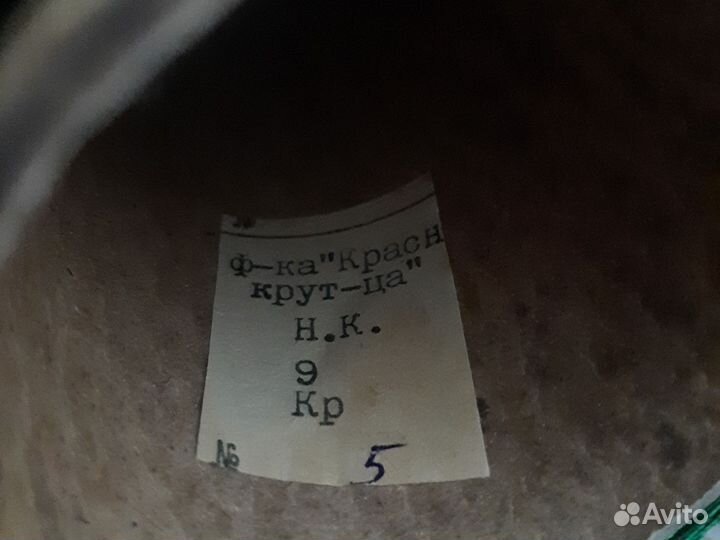 ф-ка"Красн
крут-ца"
Н.К.
9
Кр
№ 5
Avito